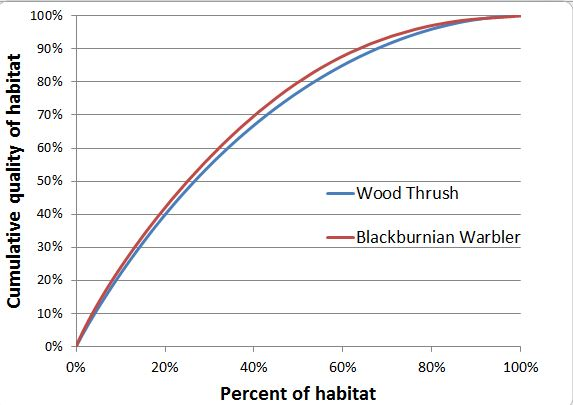 Cumulative quality of habitat
100%
90%
80%
70%
60%
50%
40%
30%
20%
10%
0%
Wood Thrush
Blackburnian Warbler
0% 20% 40% 60% 80% 100%
Percent of habitat